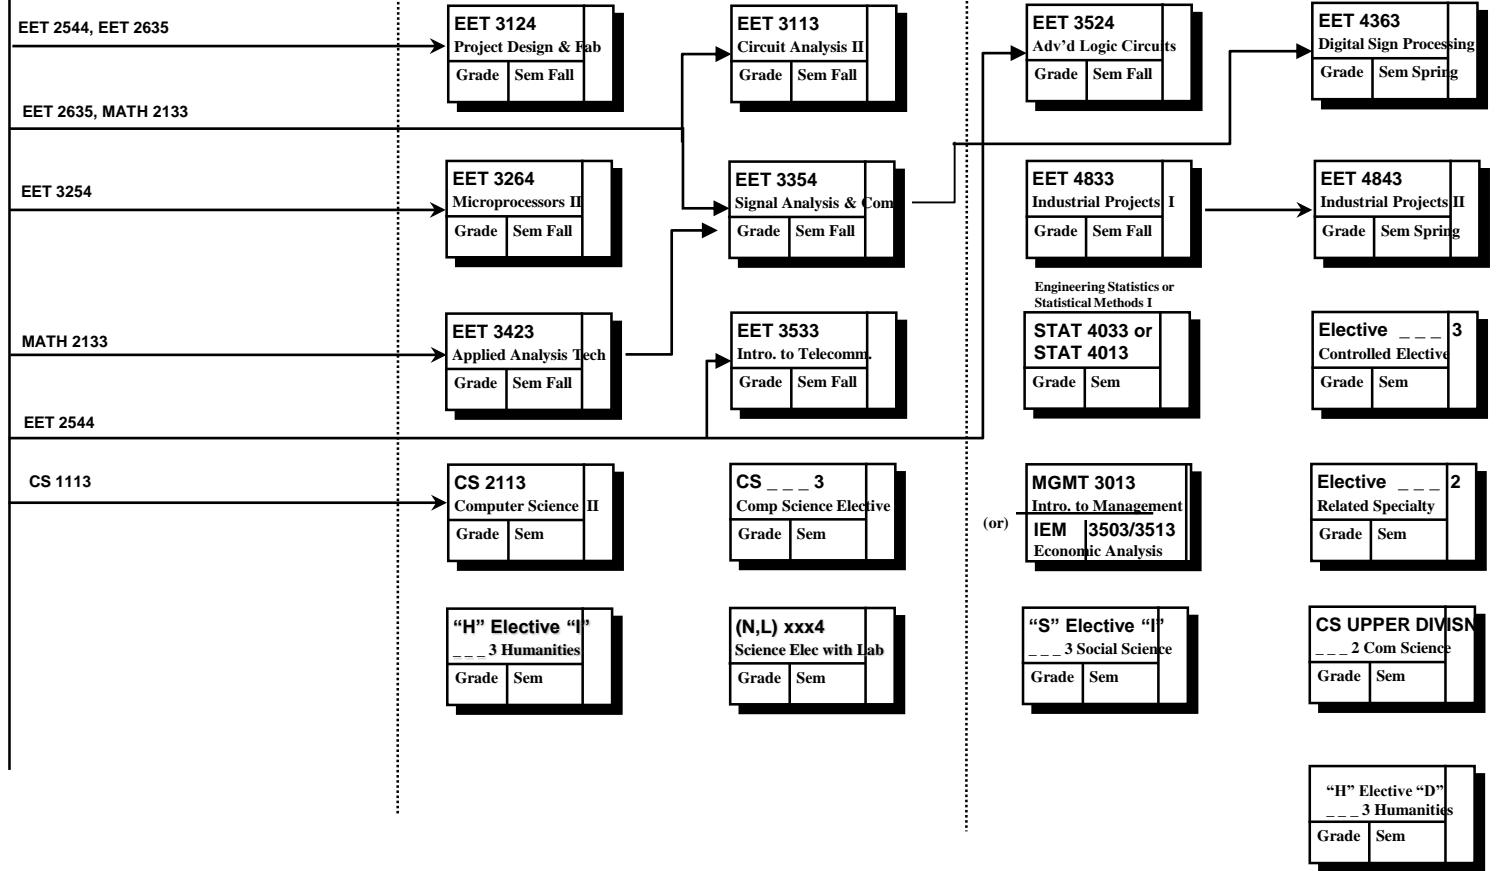 EET 2544, EET 2635
EET 2635, MATH 2133
EET 3254
MATH 2133
EET 2544
CS 1113
EET 3124
Project Design & Fab
Grade Sem Fall
EET 3264
Microprocessors II
Grade Sem Fall
EET 3423
Applied Analysis Tech
Grade Sem Fall
CS 2113
Computer Science II
Grade Sem
“H” Elective “I”
_ _ _ 3 Humanities
Grade Sem
EET 3113
Circuit Analysis II
Grade Sem Fall
EET 3354
Signal Analysis & Com
Grade Sem Fall
EET 3533
Intro. to Telecomm.
Grade Sem Fall
CS _ _ _ 3
Comp Science Elective
Grade Sem
(N,L) xxx4
Science Elec with Lab
Grade Sem
EET 3524
Adv’d Logic Circuits
Grade Sem Fall
EET 4833
Industrial Projects I
Grade Sem Fall
Engineering Statistics or
Statistical Methods I
STAT 4033 or
STAT 4013
Grade Sem
MGMT 3013
Intro. to Management
(or)
IEM 3503/3513
Economic Analysis
“S” Elective “I”
_ _ _ 3 Social Science
Grade Sem
EET 4363
Digital Sign Processing
Grade Sem Spring
EET 4843
Industrial Projects II
Grade Sem Spring
Elective _ _ _ 3
Controlled Elective
Grade Sem
Elective _ _ _ 2
Related Specialty
Grade Sem
CS UPPER DIVISN
_ _ _ 2 Com Science
Grade Sem
“H” Elective “D”
_ _ _ 3 Humanities
Grade Sem